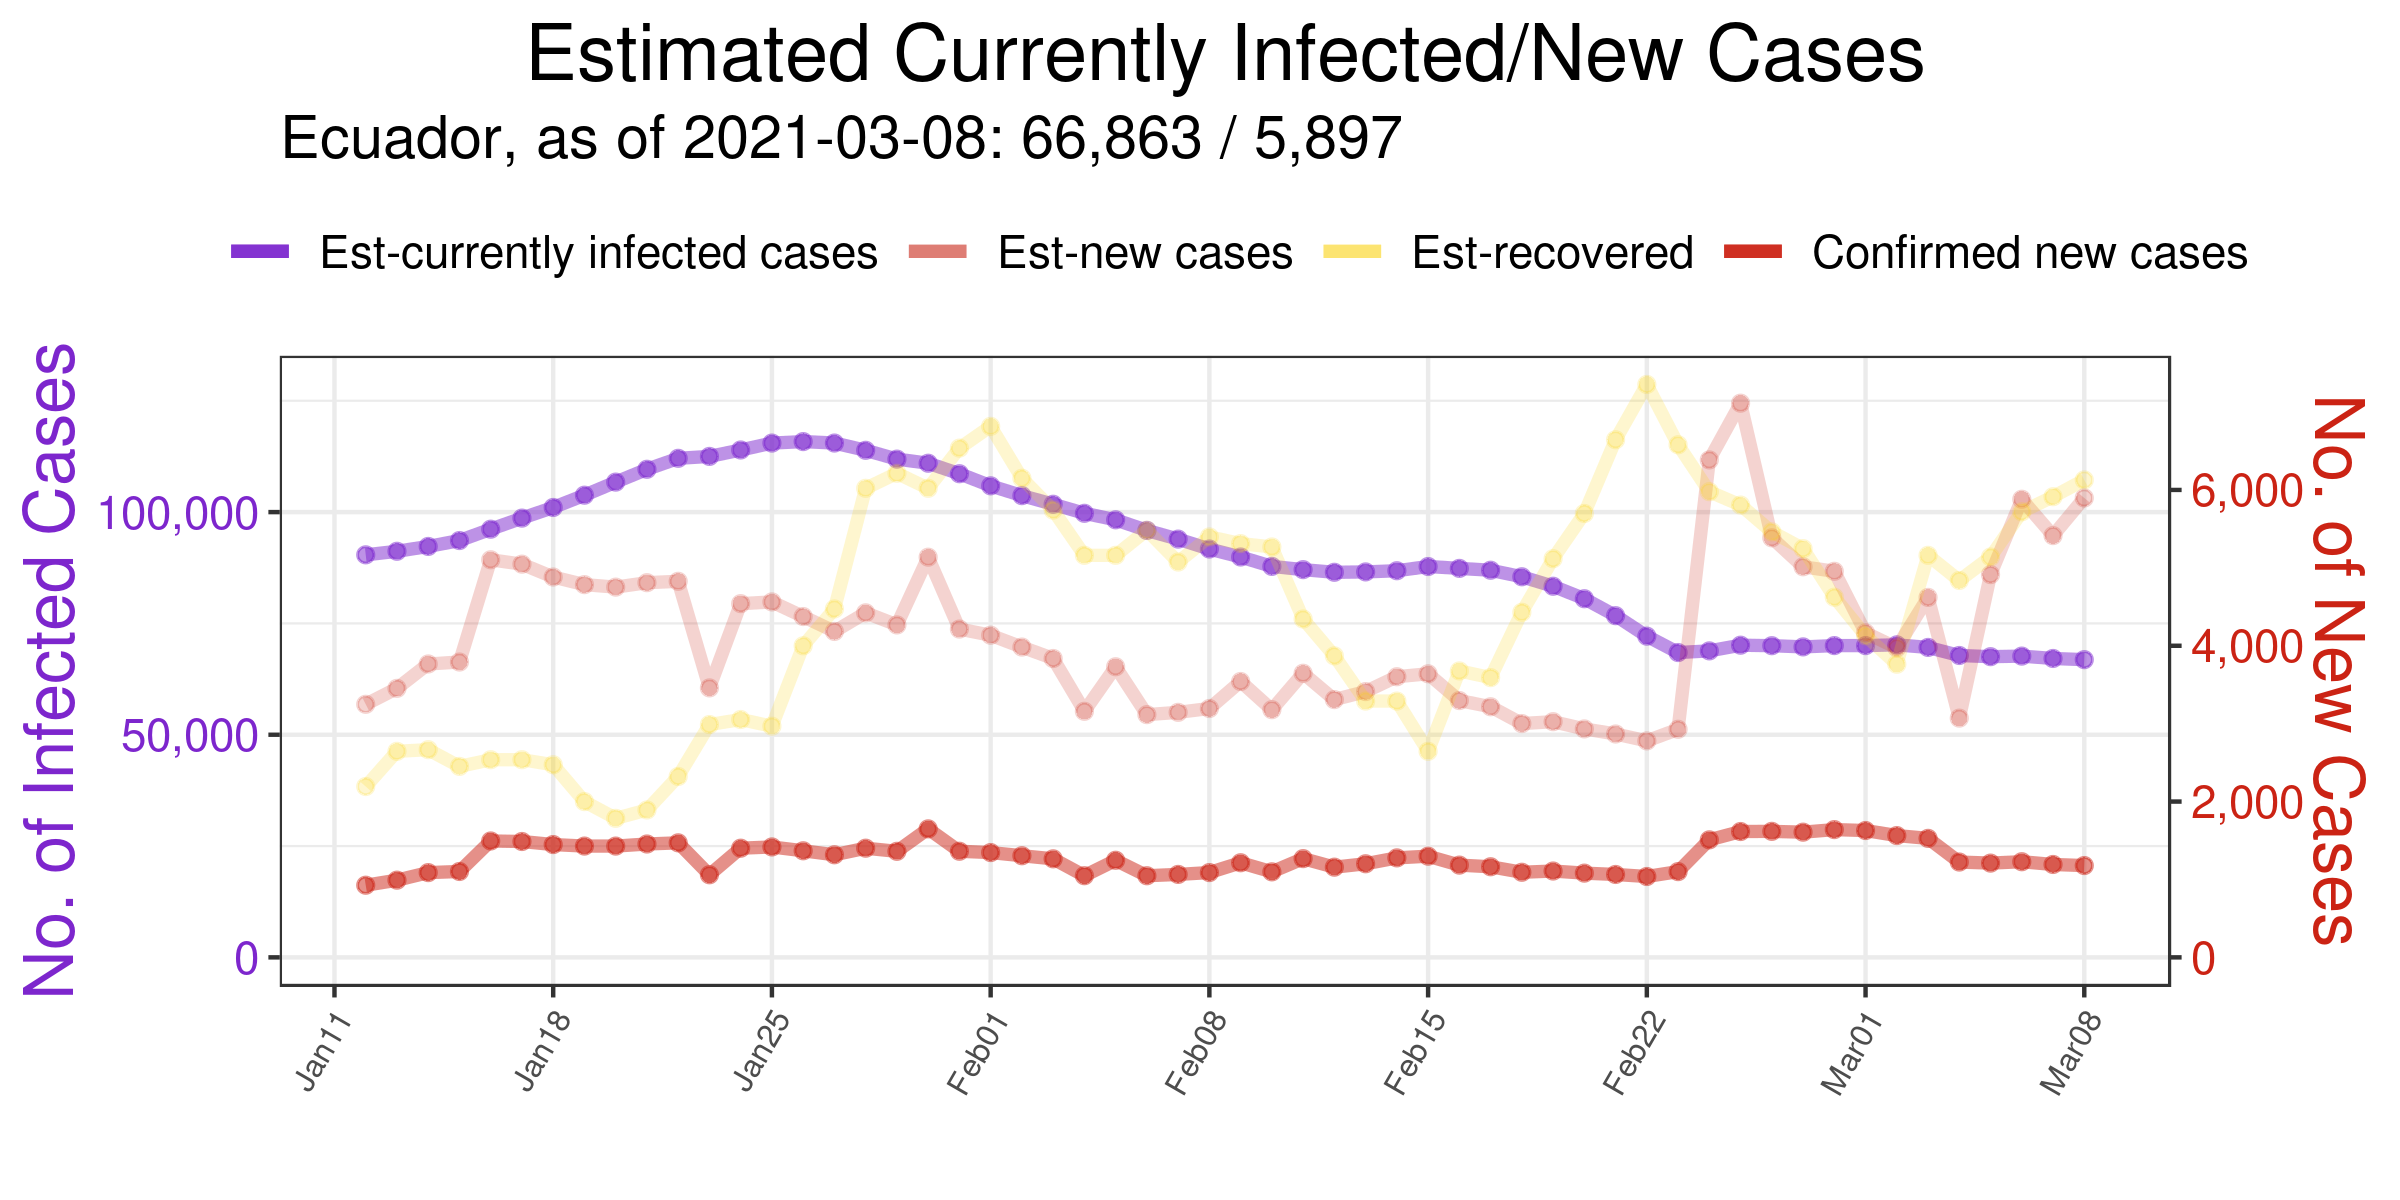 Estimated Currently Infected/New Cases
Ecuador, as of 2021-03-08: 66,863 / 5,897
Est-currently infected cases Est-new cases Est-recovered Confirmed new cases
No. of Infected Cases
100,000
50,000
0
6,000
4,000
2,000
0
No. of New Cases
Jan11 Jan18 Jan25 Feb01 Feb08 Feb15 Feb22 Mar01 Mar08